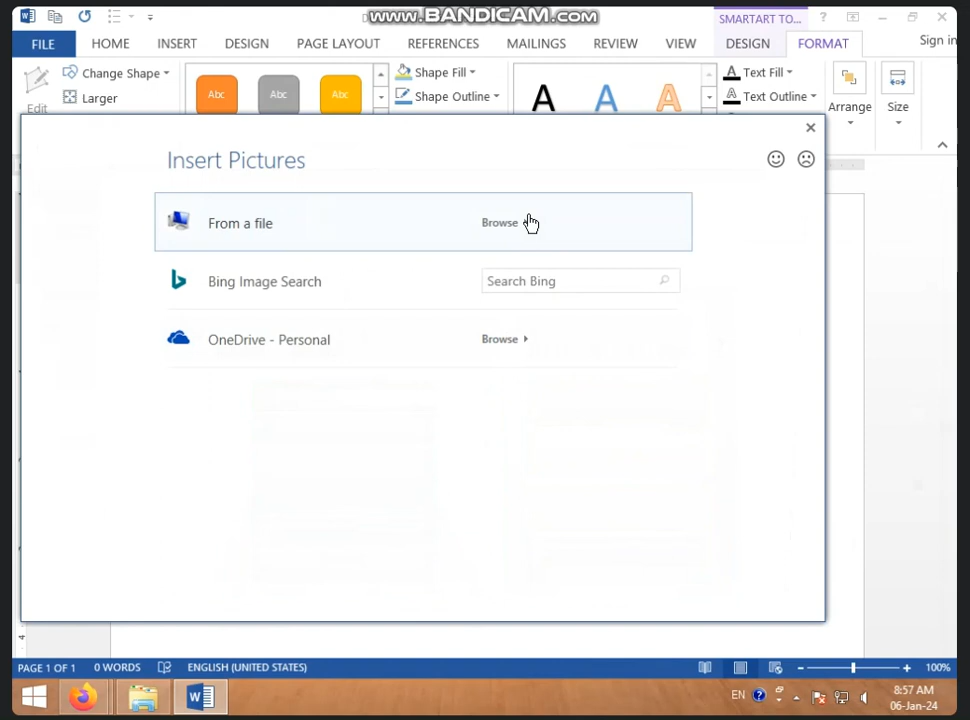 www.BANDICAM.com
SMARTART TO...
?
FILE
HOME
INSERT
DESIGN
PAGE LAYOUT
REFERENCES
MAILINGS
REVIEW
VIEW
DESIGN
FORMAT
Sign in
Edit
Change Shape
Larger
Abc
Abc
Abc
Shape Fill
Shape Outline
A
A
A
Text Fill
Text Outline
Arrange
Size
Insert Pictures
From a file
Browse
Bing Image Search
Search Bing
OneDrive - Personal
Browse
4
PAGE 1 OF 1
0 WORDS
ENGLISH (UNITED STATES)
100%
EN
8:57 AM
06-Jan-24